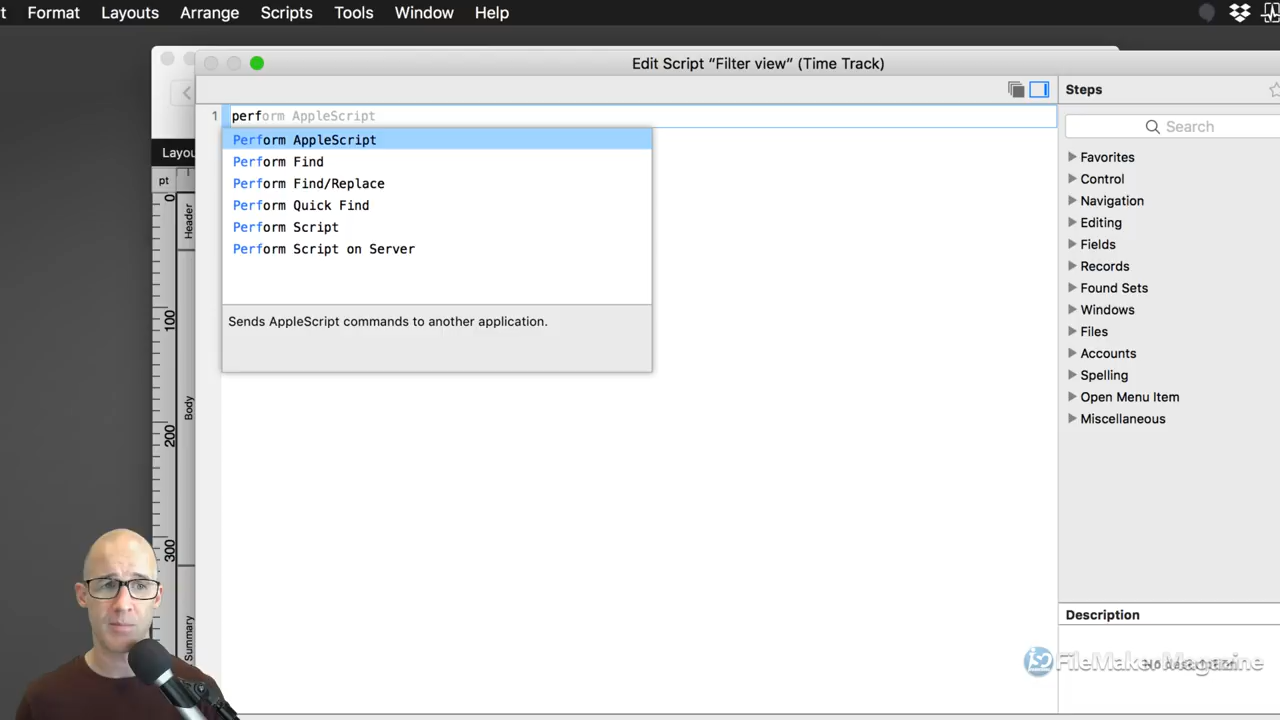 Format Layouts Arrange Scripts Tools Window Help
Edit Script “Filter view” (Time Track)
Steps
1 perform AppleScript
Search
Perform AppleScript
Perform Find
Perform Find/Replace
Perform Quick Find
Perform Script
Perform Script on Server
Sends AppleScript commands to another application.
Favorites
Control
Navigation
Editing
Fields
Records
Found Sets
Windows
Files
Accounts
Spelling
Open Menu Item
Miscellaneous
Description
No description
FileMaker Magazine
Layou
pt
0
Header
100
Body
200
300
Summary